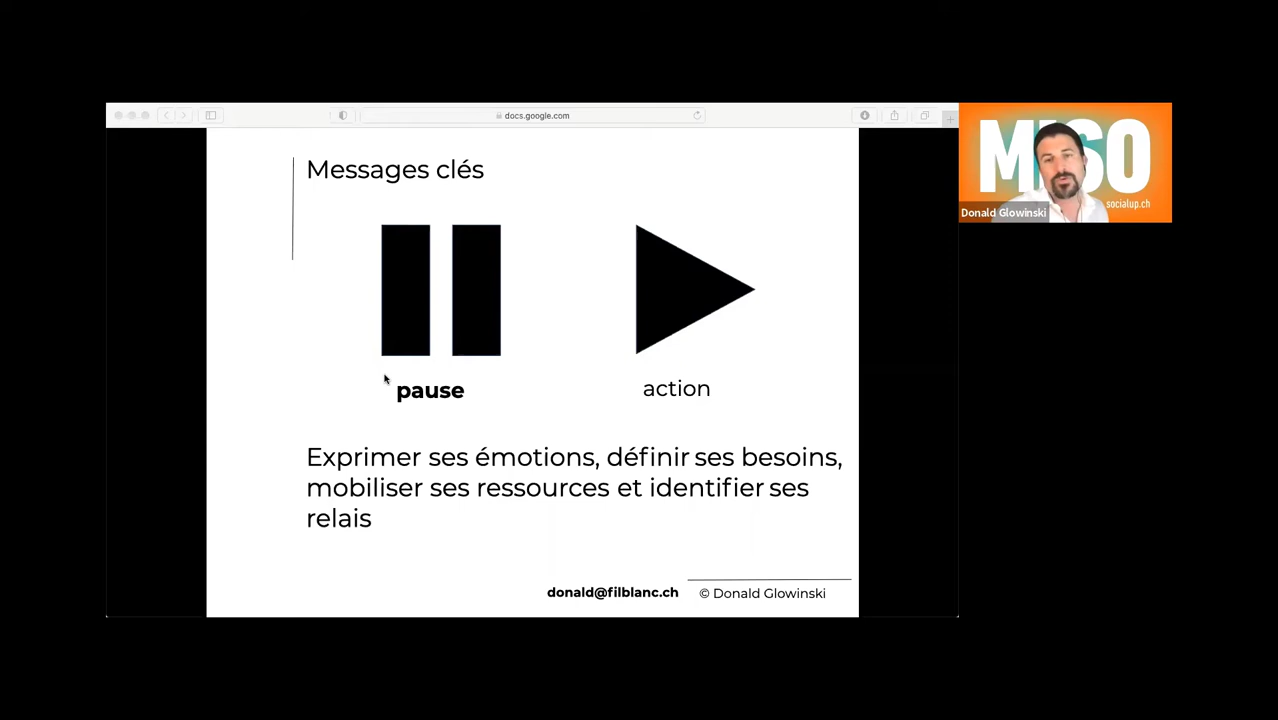 docs.google.com
Messages clés
pause
action
Exprimer ses émotions, définir ses besoins,
mobiliser ses ressources et identifier ses
relais
donald@filblanc.ch
© Donald Glowinski
socialup.ch
Donald Glowinski